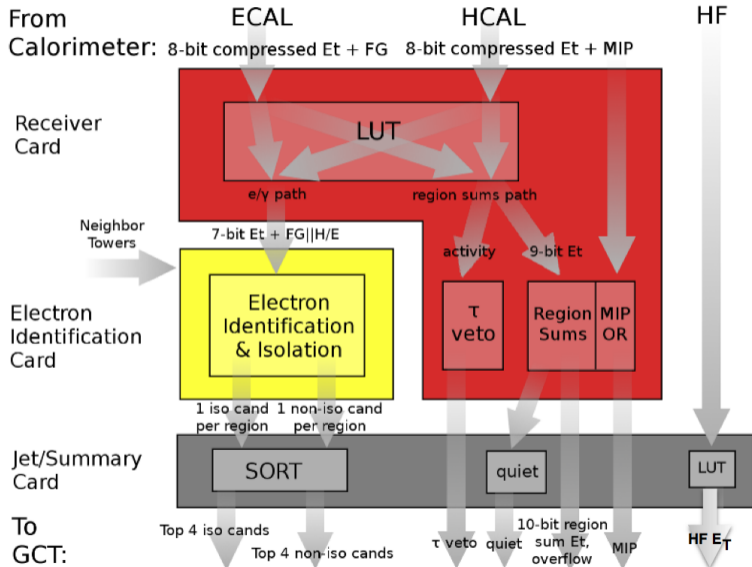 From
Calorimeter:
ECAL
HCAL
HF
8-bit compressed Et + FG
8-bit compressed Et + MIP
Receiver
Card
LUT
e/γ path
region sums path
Neighbor
Towers
7-bit Et + FG||H/E
activity
9-bit Et
Electron
Identification
Card
Electron
Identification
& Isolation
τ
veto
Region
Sums
MIP
OR
1 iso cand
per region
1 non-iso cand
per region
Jet/Summary
Card
SORT
quiet
LUT
To
GCT:
Top 4 iso cands
Top 4 non-iso cands
τ veto
quiet
10-bit region
sum Et,
overflow
MIP
HF ET